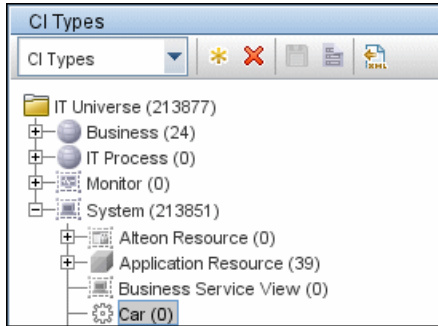 CI Types
CI Types
XML
IT Universe (213877)
Business (24)
IT Process (0)
Monitor (0)
System (213851)
Alteon Resource (0)
Application Resource (39)
Business Service View (0)
Car (0)